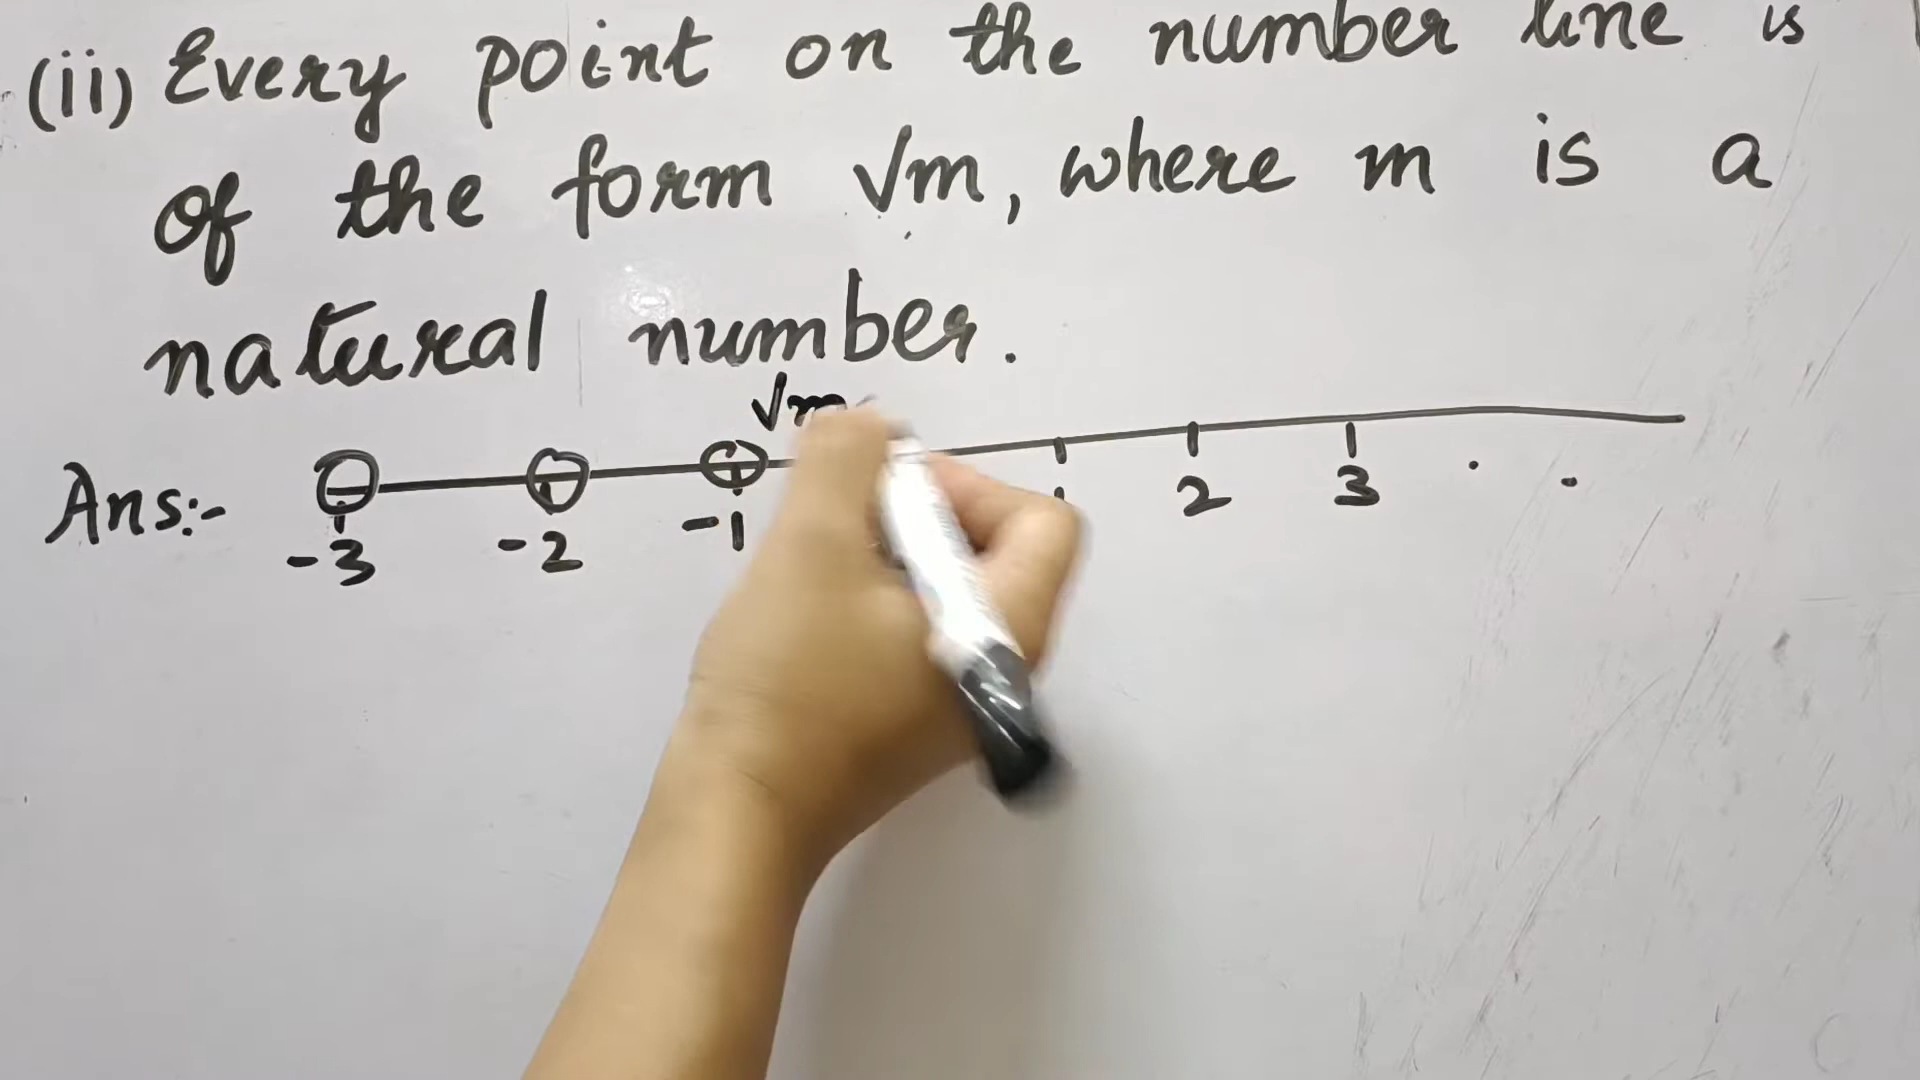 (ii) Every point on the number line is
of the form √m, where m is a
natural number.
√m
Ans:-
-3 -2 -1 1 2 3 . .